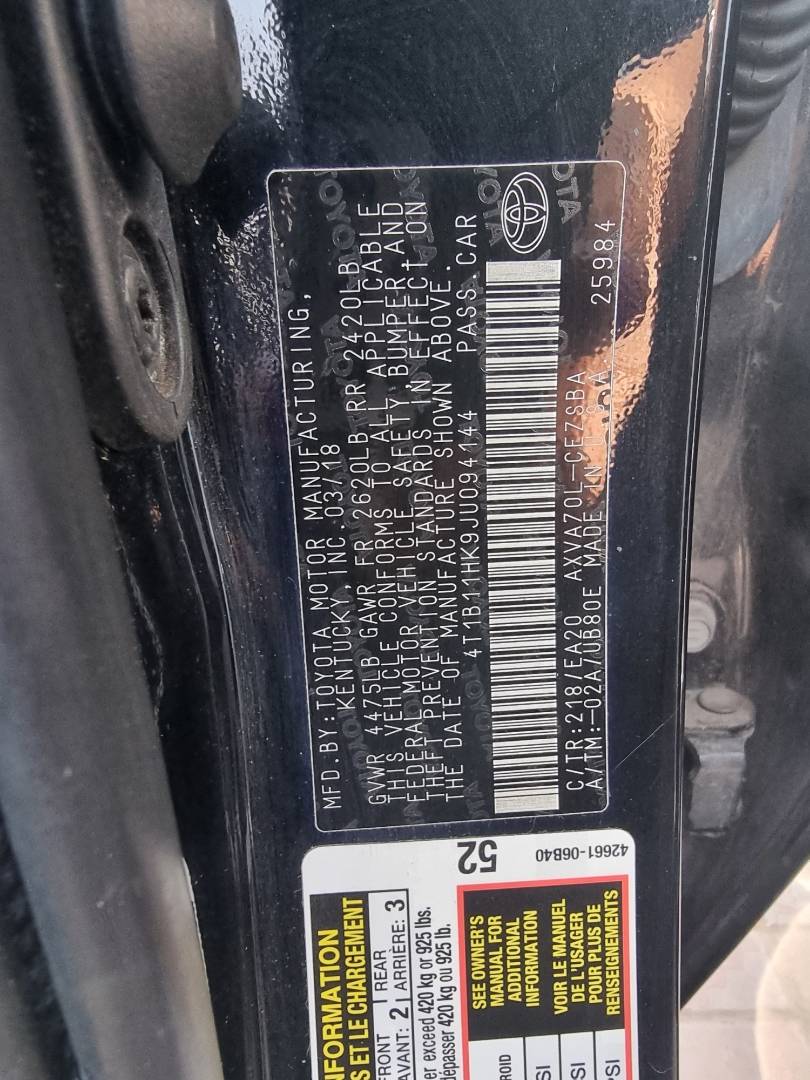 MFD.BY:TOYOTA MOTOR MANUFACTURING,
KENTUCKY, INC. 03/18
GVWR 4475LB GAWR FR 2620LB RR 2420LB
THIS VEHICLE CONFORMS TO ALL APPLICABLE
FEDERAL MOTOR VEHICLE SAFETY, BUMPER AND
THEFT PREVENTION STANDARDS IN EFFECT ON
THE DATE OF MANUFACTURE SHOWN ABOVE.
4T1B11HK9JU094144 PASS.CAR
C/TR:218/EA20 AXVA70L-CEZSBA
A/TM:-02A/UB80E MADE IN U.S.A 25984
52
42661-06B40
INFORMATION
ET LE CHARGEMENT
FRONT 2 REAR 3
AVANT: ARRIÈRE:
exceed 420 kg or 925 lbs.
dépasser 420 kg ou 925 lb.
SEE OWNER'S
MANUAL FOR
ADDITIONAL
INFORMATION
VOIR LE MANUEL
DE L'USAGER
POUR PLUS DE
RENSEIGNEMENTS